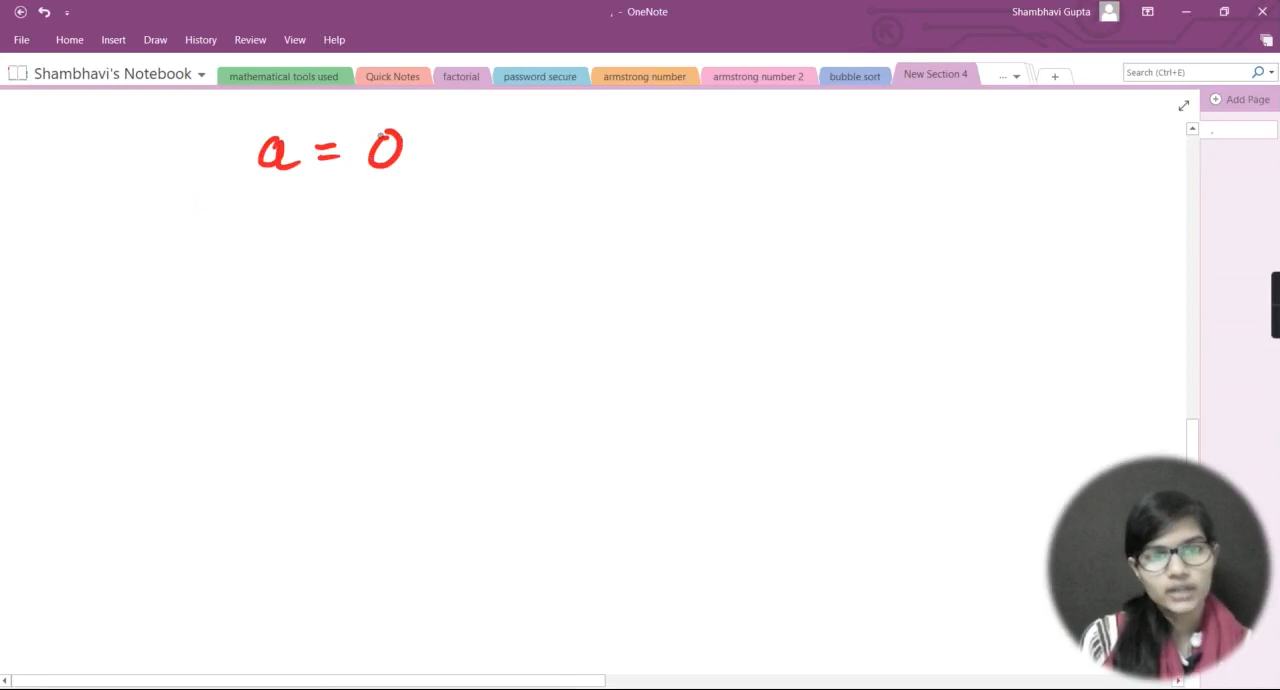 , - OneNote
Shambhavi Gupta
File Home Insert Draw History Review View Help
Shambhavi's Notebook
mathematical tools used
Quick Notes
factorial
password secure
armstrong number
armstrong number 2
bubble sort
New Section 4
...
+
Search (Ctrl+E)
Add Page
,
a = 0